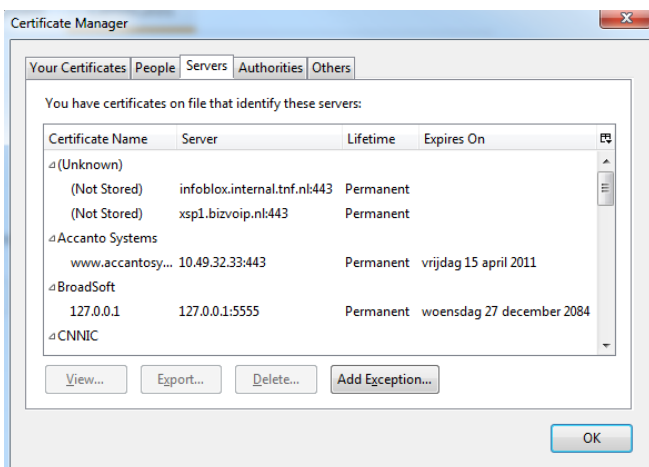 Certificate Manager
Your Certificates People Servers Authorities Others
You have certificates on file that identify these servers:
Certificate Name Server Lifetime Expires On
(Unknown)
(Not Stored) infoblox.internal.tnf.nl:443 Permanent
(Not Stored) xsp1.bizvoip.nl:443 Permanent
Accanto Systems
www.accantosy... 10.49.32.33:443 Permanent vrijdag 15 april 2011
BroadSoft
127.0.0.1 127.0.0.1:5555 Permanent woensdag 27 december 2084
CNNIC
View... Export... Delete... Add Exception...
OK